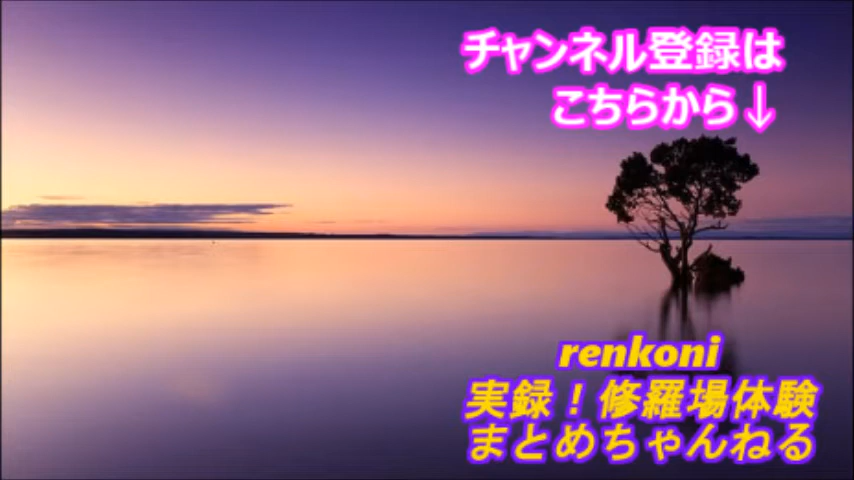 チャンネル登録は
こちらから↓
renkoni
実録！修羅場体験
まとめちゃんねる